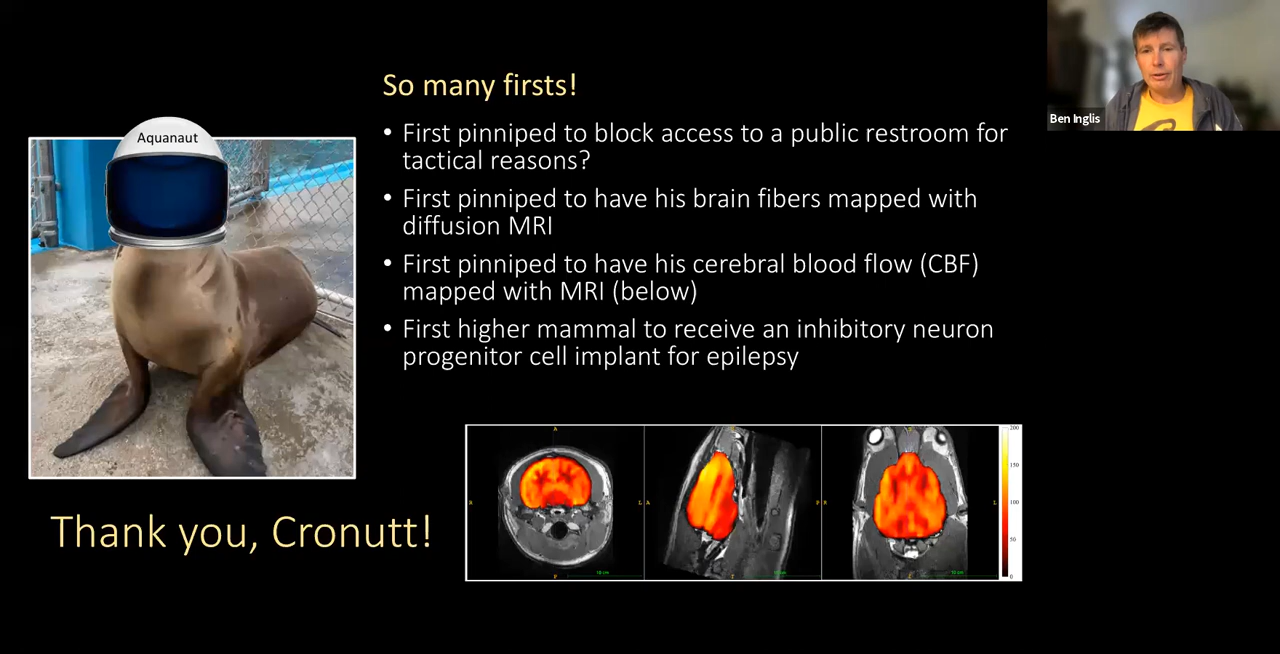 So many firsts!
Ben Inglis
Aquanaut
• First pinniped to block access to a public restroom for
tactical reasons?
• First pinniped to have his brain fibers mapped with
diffusion MRI
• First pinniped to have his cerebral blood flow (CBF)
mapped with MRI (below)
• First higher mammal to receive an inhibitory neuron
progenitor cell implant for epilepsy
Thank you, Cronutt!
A
R
L
P
A
P
R
L
200
150
100
50
0